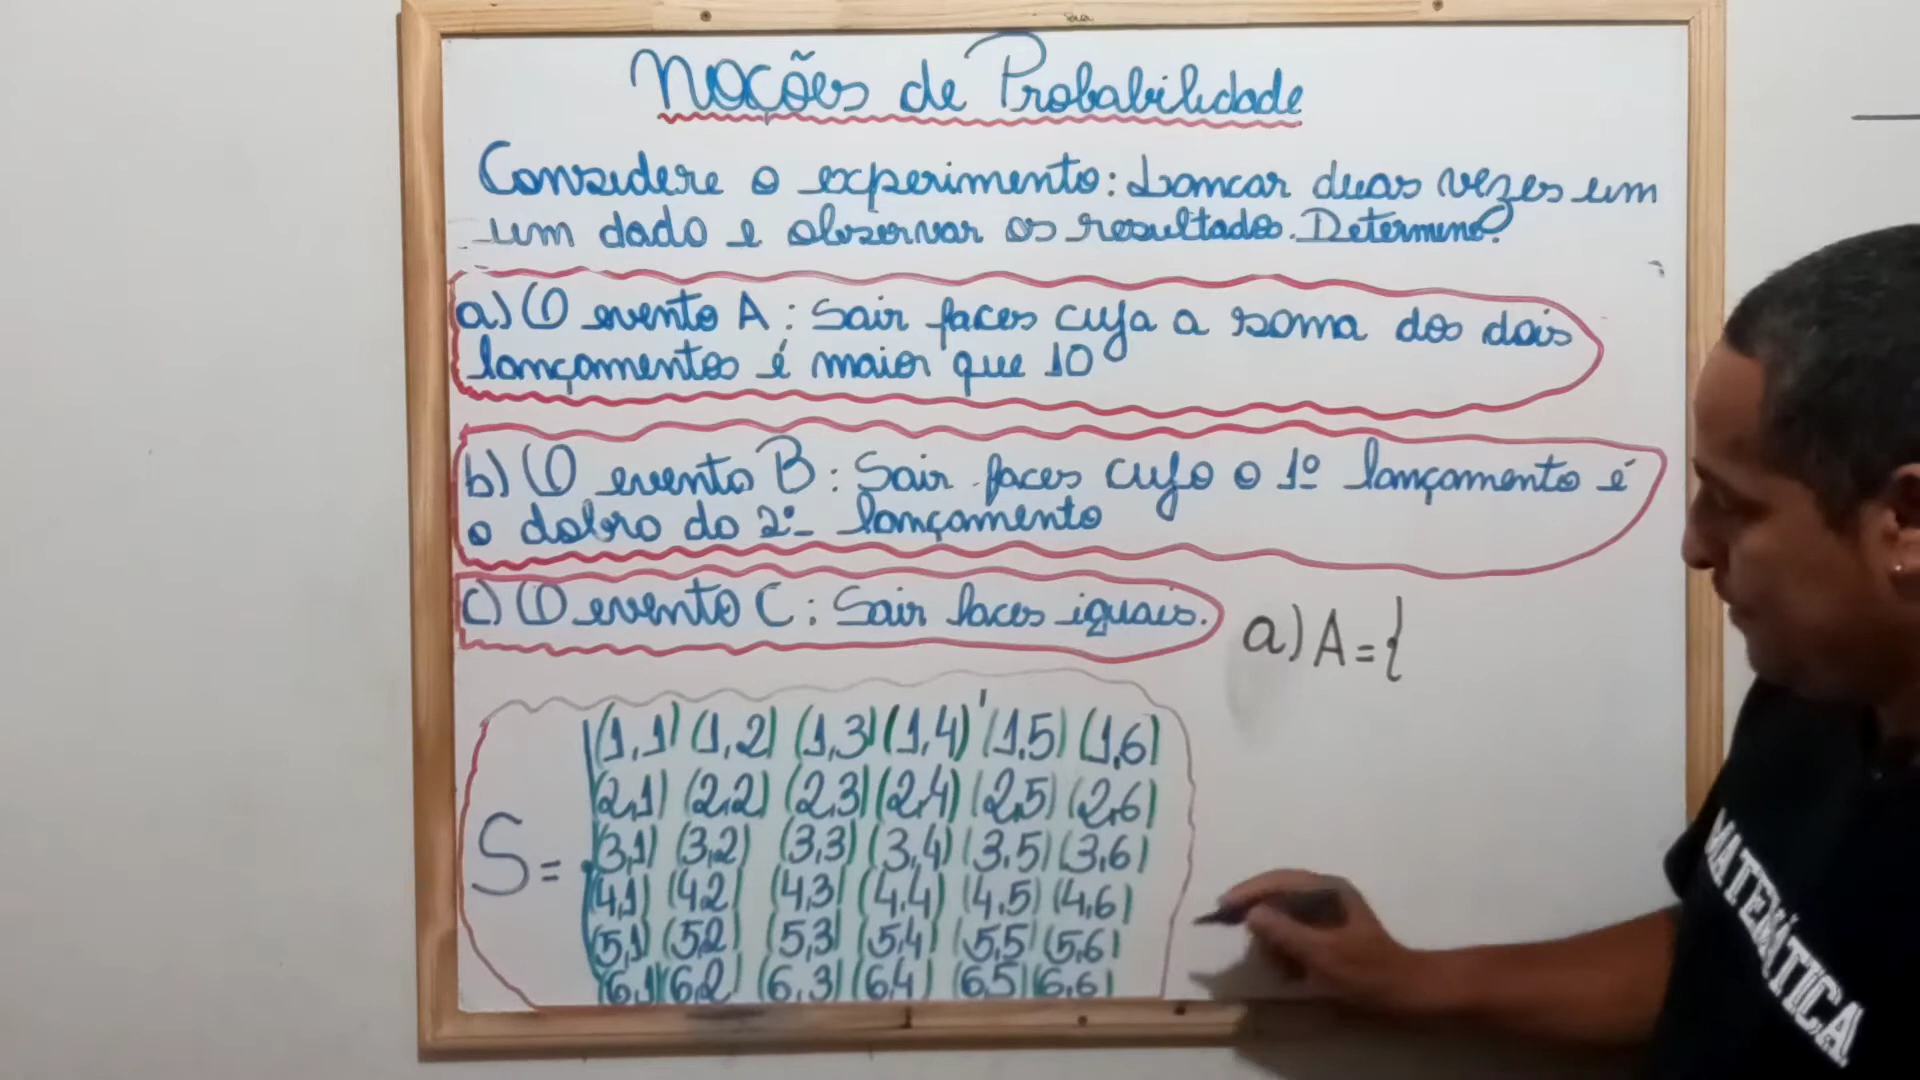 Noções de Probabilidade
Considere o experimento: Lançar duas vezes um
um dado e observar os resultados. Determine:
a) O evento A: Sair faces cuja a soma dos dois
lançamentos é maior que 10
b) O evento B: Sair faces cujo o 1º lançamento é
o dobro do 2º lançamento
c) O evento C: Sair faces iguais.
a) A = {
(1,1) (1,2) (1,3) (1,4) (1,5) (1,6)
(2,1) (2,2) (2,3) (2,4) (2,5) (2,6)
S = (3,1) (3,2) (3,3) (3,4) (3,5) (3,6)
(4,1) (4,2) (4,3) (4,4) (4,5) (4,6)
(5,1) (5,2) (5,3) (5,4) (5,5) (5,6)
(6,1) (6,2) (6,3) (6,4) (6,5) (6,6)
MATEMÁTICA